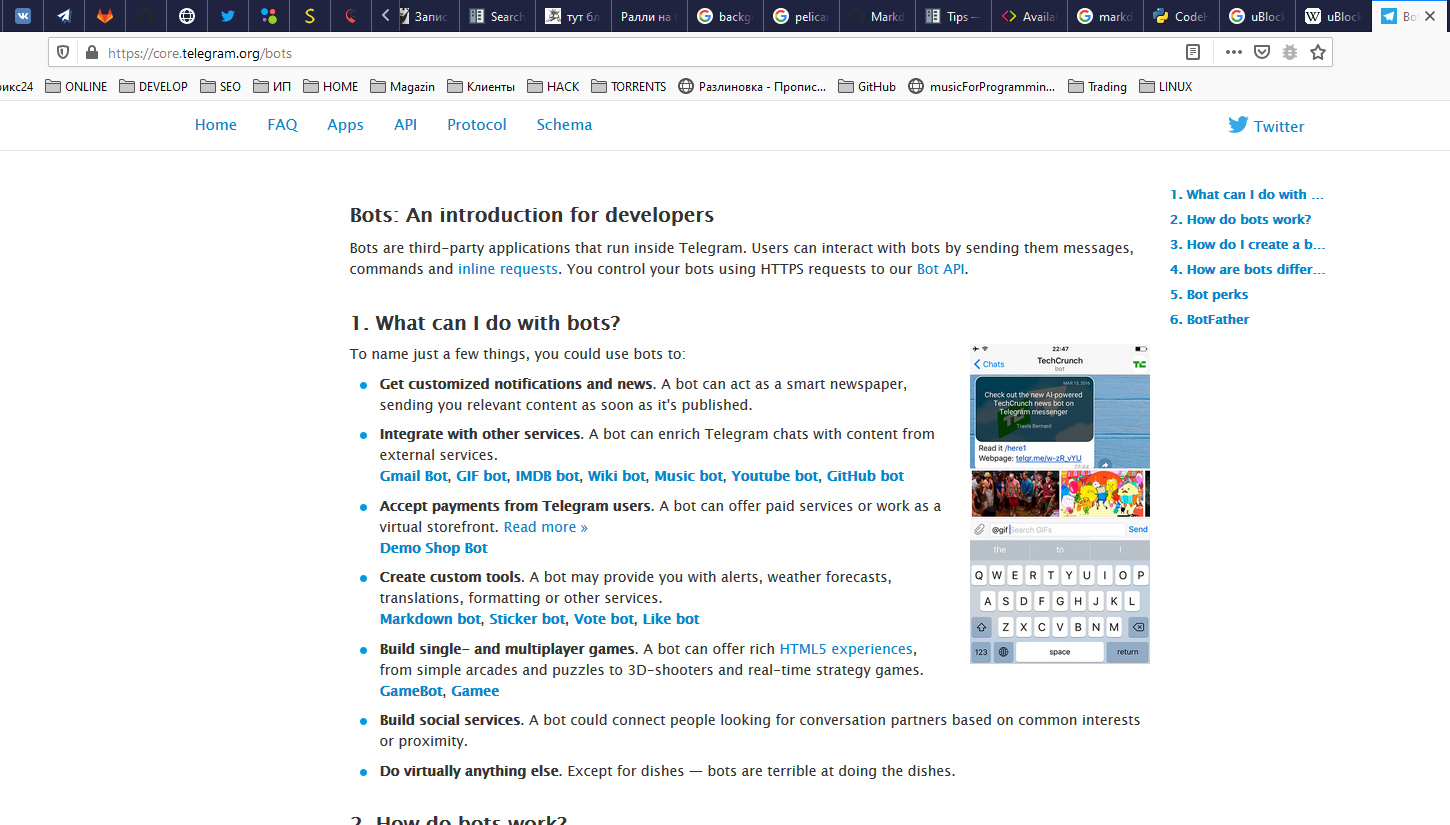 Запис
Search
тут бл
Ралли на
backg
pelica
Markd
Tips —
Availa
markd
CodeH
uBlock
uBlock
Bo
https://core.telegram.org/bots
рикс24
ONLINE
DEVELOP
SEO
ИП
HOME
Magazin
Клиенты
HACK
TORRENTS
Разлиновка - Пропис...
GitHub
musicForProgrammin...
Trading
LINUX
Home
FAQ
Apps
API
Protocol
Schema
Twitter
Bots: An introduction for developers
Bots are third-party applications that run inside Telegram. Users can interact with bots by sending them messages,
commands and inline requests. You control your bots using HTTPS requests to our Bot API.
1. What can I do with bots?
To name just a few things, you could use bots to:
Get customized notifications and news. A bot can act as a smart newspaper,
sending you relevant content as soon as it's published.
Integrate with other services. A bot can enrich Telegram chats with content from
external services.
Gmail Bot, GIF bot, IMDB bot, Wiki bot, Music bot, Youtube bot, GitHub bot
Accept payments from Telegram users. A bot can offer paid services or work as a
virtual storefront. Read more »
Demo Shop Bot
Create custom tools. A bot may provide you with alerts, weather forecasts,
translations, formatting or other services.
Markdown bot, Sticker bot, Vote bot, Like bot
Build single- and multiplayer games. A bot can offer rich HTML5 experiences,
from simple arcades and puzzles to 3D-shooters and real-time strategy games.
GameBot, Gamee
Build social services. A bot could connect people looking for conversation partners based on common interests
or proximity.
Do virtually anything else. Except for dishes — bots are terrible at doing the dishes.
2. How do bots work?
1. What can I do with ...
2. How do bots work?
3. How do I create a b...
4. How are bots differ...
5. Bot perks
6. BotFather
22:47
Chats
TechCrunch
bot
MAR 15, 2016
Check out the new AI-powered
TechCrunch news bot on
Telegram messenger
Travis Bernard
Read it /here1
Webpage: telgr.me/w-zR_vYU
27:44
@gif Search GIFs
Send
the
to
I
Q W E R T Y U I O P
A S D F G H J K L
Z X C V B N M
123
space
return